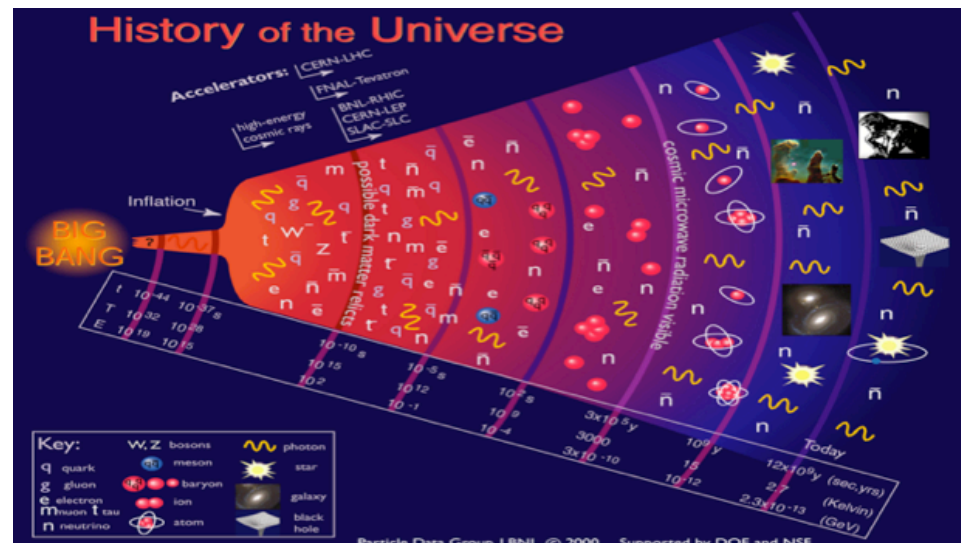 History of the Universe
Accelerators:
CERN-LHC
FNAL-Tevatron
BNL-RHIC
CERN-LEP
SLAC-SLC
high-energy
cosmic rays
Inflation
BIG
BANG
?
possible dark matter relicts
cosmic microwave radiation visible
t 10-44 10-37s 10-10s 10-5s 10²s 3x10⁵y 10⁹y 12x10⁹y (sec,yrs)
T 10³² 10²⁸ 10¹⁵ 10¹² 10⁹ 3000 15 2.7 (Kelvin)
E 10¹⁹ 10¹⁵ 10² 10-1 10-4 3x10-10 10-12 2.3x10-13 (GeV)
Today
Key:
W, Z bosons
photon
q quark
meson
star
g gluon
baryon
e electron
ion
galaxy
m muon t tau
n neutrino
atom
black
hole
Particle Data Group LBNL © 2000 Supported by DOE and NSF